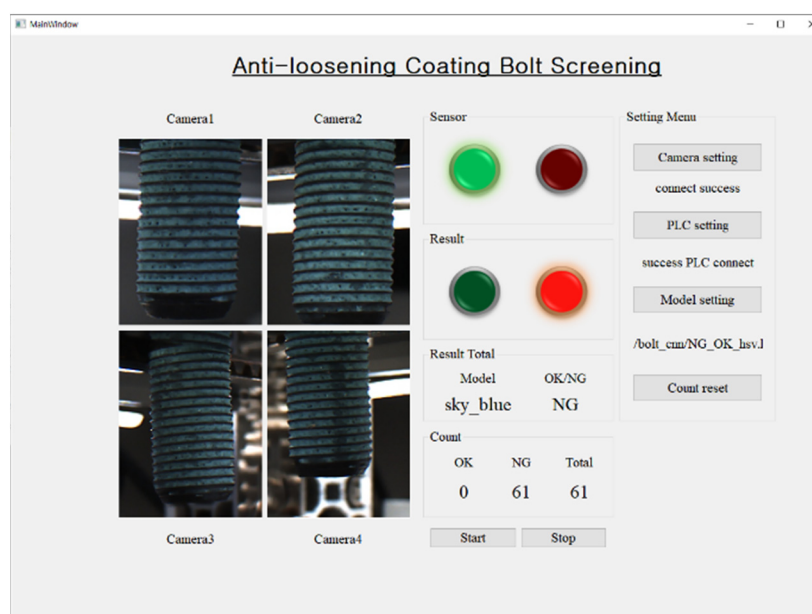 MainWindow
Anti-loosening Coating Bolt Screening
Camera1
Camera2
Sensor
Setting Menu
Camera setting
connect success
PLC setting
Result
success PLC connect
Model setting
/bolt_cnn/NG_OK_hsv.l
Result Total
Model OK/NG
sky_blue NG
Count reset
Count
OK NG Total
0 61 61
Start Stop
Camera3
Camera4